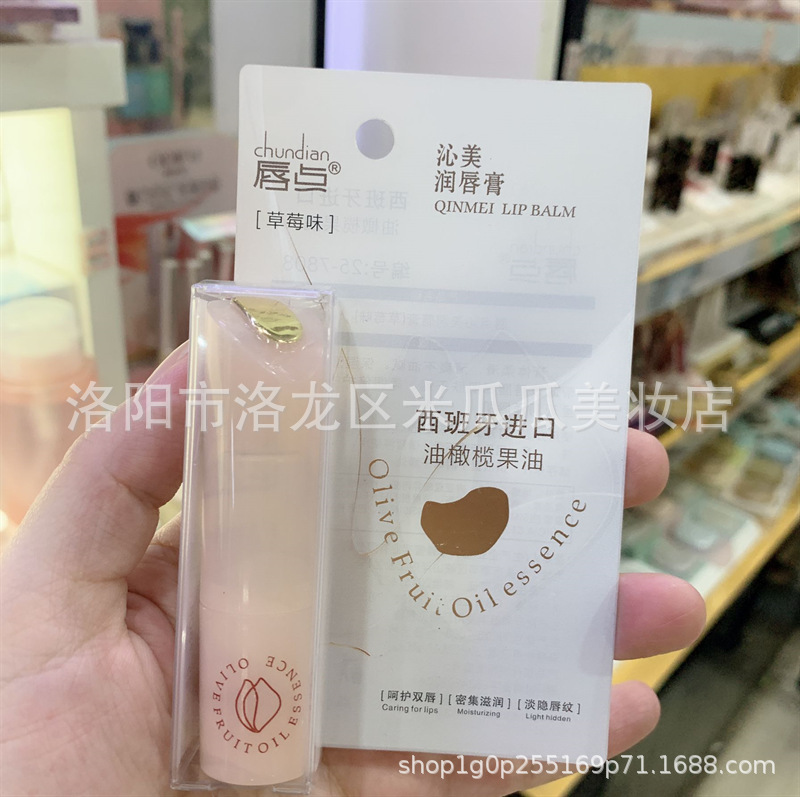 chundian
唇点®
[草莓味]
沁美
润唇膏
QINMEI LIP BALM
洛阳市洛龙区米瓜瓜美妆店
西班牙进口
油橄榄果油
Olive Fruit Oil essence
OLIVE FRUIT OIL ESSENCE
[呵护双唇] [密集滋润] [淡隐唇纹]
Caring for lips Moisturizing Light hidden
shop1g0p255169p71.1688.com